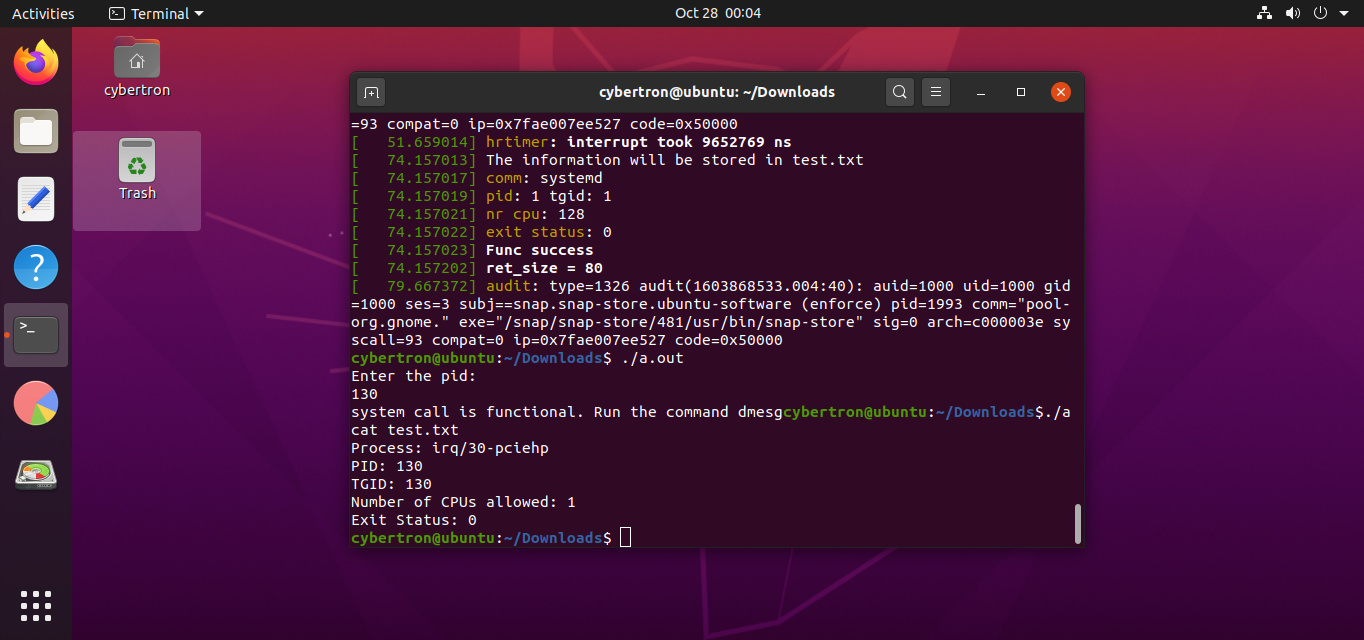 Activities
Terminal
Oct 28 00:04
cybertron
Trash
cybertron@ubuntu: ~/Downloads
=93 compat=0 ip=0x7fae007ee527 code=0x50000
[   51.659014] hrtimer: interrupt took 9652769 ns
[   74.157013] The information will be stored in test.txt
[   74.157017] comm: systemd
[   74.157019] pid: 1 tgid: 1
[   74.157021] nr cpu: 128
[   74.157022] exit status: 0
[   74.157023] Func success
[   74.157202] ret_size = 80
[   79.667372] audit: type=1326 audit(1603868533.004:40): auid=1000 uid=1000 gid
=1000 ses=3 subj==snap.snap-store.ubuntu-software (enforce) pid=1993 comm="pool-
org.gnome." exe="/snap/snap-store/481/usr/bin/snap-store" sig=0 arch=c000003e sy
scall=93 compat=0 ip=0x7fae007ee527 code=0x50000
cybertron@ubuntu:~/Downloads$ ./a.out
Enter the pid:
130
system call is functional. Run the command dmesgcybertron@ubuntu:~/Downloads$./a
cat test.txt
Process: irq/30-pciehp
PID: 130
TGID: 130
Number of CPUs allowed: 1
Exit Status: 0
cybertron@ubuntu:~/Downloads$